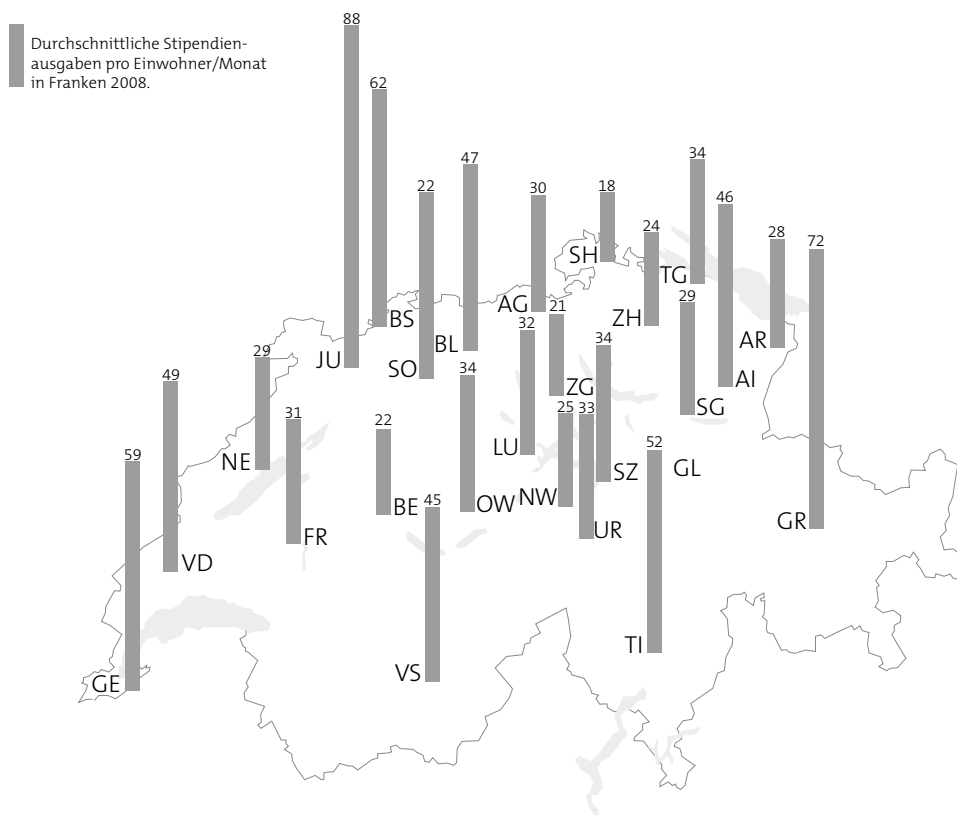 Durchschnittliche Stipendien-
ausgaben pro Einwohner/Monat
in Franken 2008.
88
62
47
34
22
30
18
46
24
28
72
SH
TG
29
AG
21
BS
ZH
32
AR
BL
34
29
JU
SO
34
49
AI
ZG
25
33
SG
31
22
LU
52
59
NE
SZ
GL
45
NW
OW
BE
GR
UR
FR
VD
TI
VS
GE